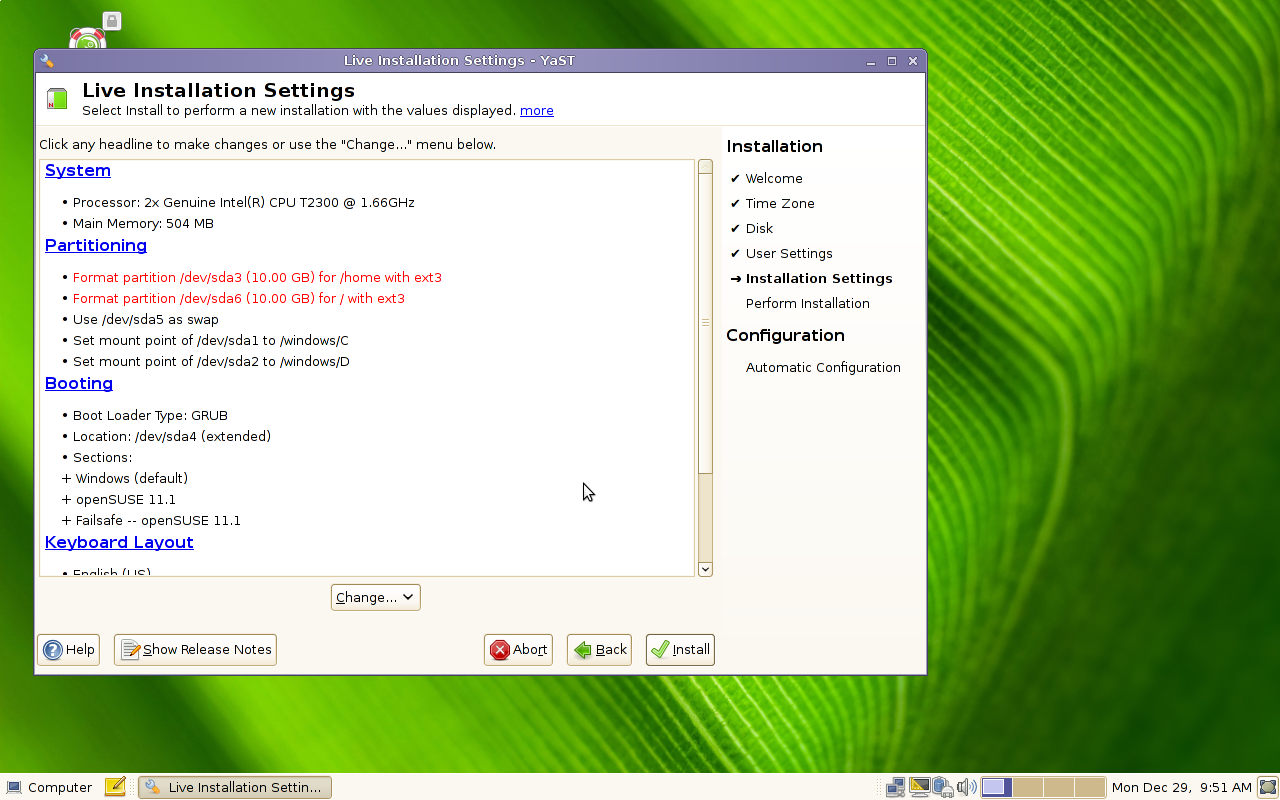 Live Installation Settings - YaST
Live Installation Settings
Select Install to perform a new installation with the values displayed. more
Click any headline to make changes or use the "Change..." menu below.
System
• Processor: 2x Genuine Intel(R) CPU T2300 @ 1.66GHz
• Main Memory: 504 MB
Partitioning
• Format partition /dev/sda3 (10.00 GB) for /home with ext3
• Format partition /dev/sda6 (10.00 GB) for / with ext3
• Use /dev/sda5 as swap
• Set mount point of /dev/sda1 to /windows/C
• Set mount point of /dev/sda2 to /windows/D
Booting
• Boot Loader Type: GRUB
• Location: /dev/sda4 (extended)
• Sections:
+ Windows (default)
+ openSUSE 11.1
+ Failsafe -- openSUSE 11.1
Keyboard Layout
• English (US)
Change...
Installation
✔ Welcome
✔ Time Zone
✔ Disk
✔ User Settings
➔ Installation Settings
Perform Installation
Configuration
Automatic Configuration
Help
Show Release Notes
Abort
Back
Install
Computer
Live Installation Settin...
Mon Dec 29, 9:51 AM